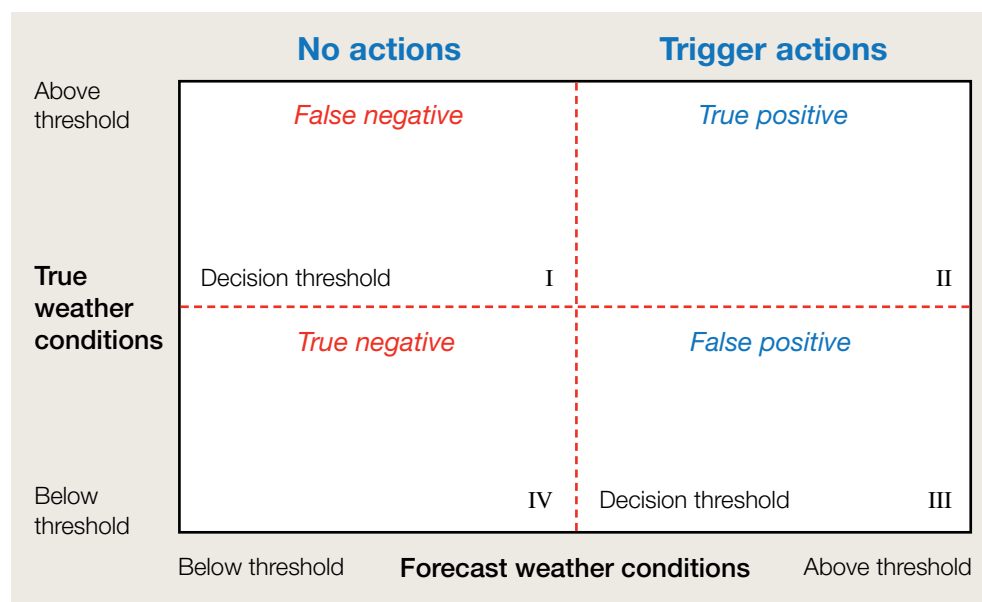 No actions
Trigger actions
Above
threshold
False negative
True positive
Decision threshold
I
II
True
weather
conditions
True negative
False positive
Below
threshold
IV
Decision threshold
III
Below threshold
Forecast weather conditions
Above threshold